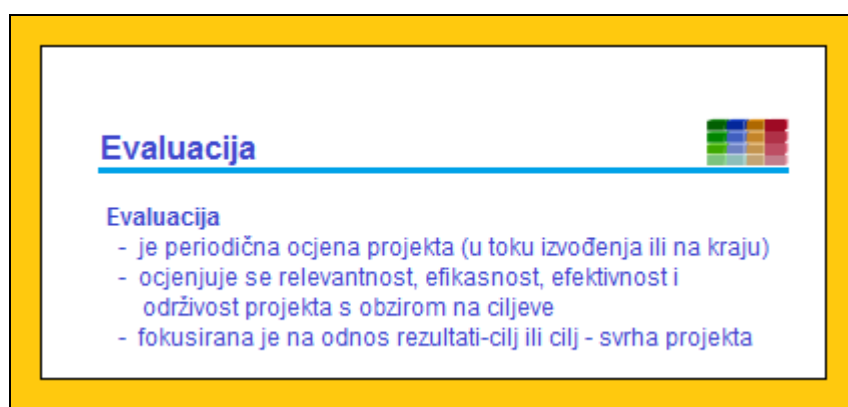 Evaluacija
Evaluacija
- je periodična ocjena projekta (u toku izvođenja ili na kraju)
- ocjenjuje se relevantnost, efikasnost, efektivnost i
održivost projekta s obzirom na ciljeve
- fokusirana je na odnos rezultati-cilj ili cilj - svrha projekta